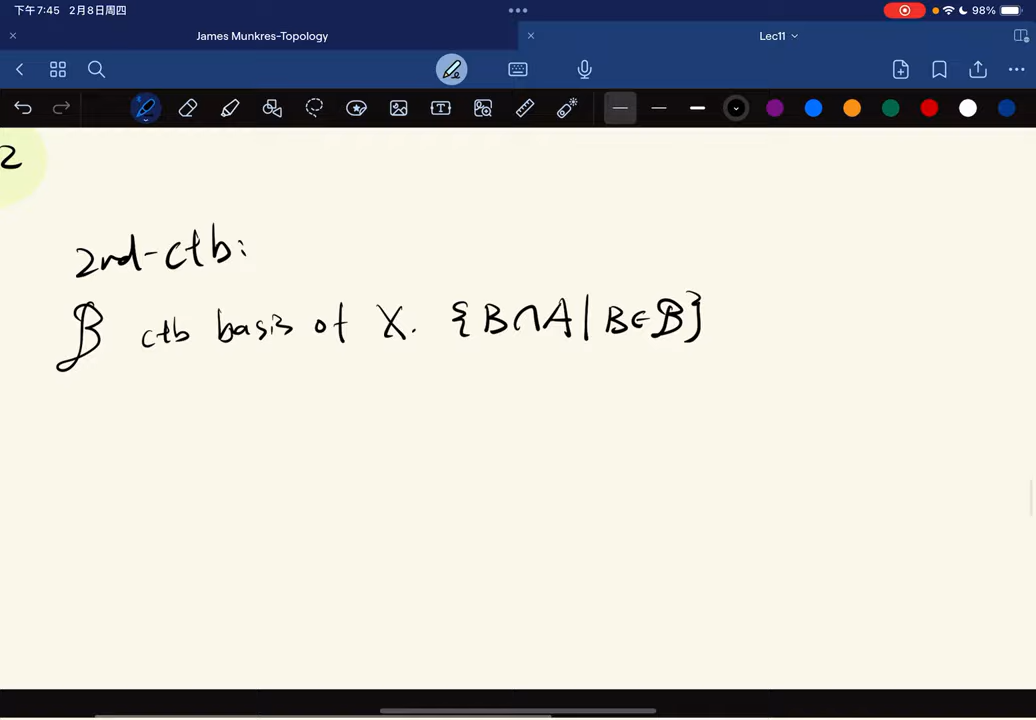 下午7:45 2月8日周四
98%
James Munkres-Topology
Lec11
2
2nd-ctb:
𝓑 ctb basis of X. {B∩A | B∈𝓑}